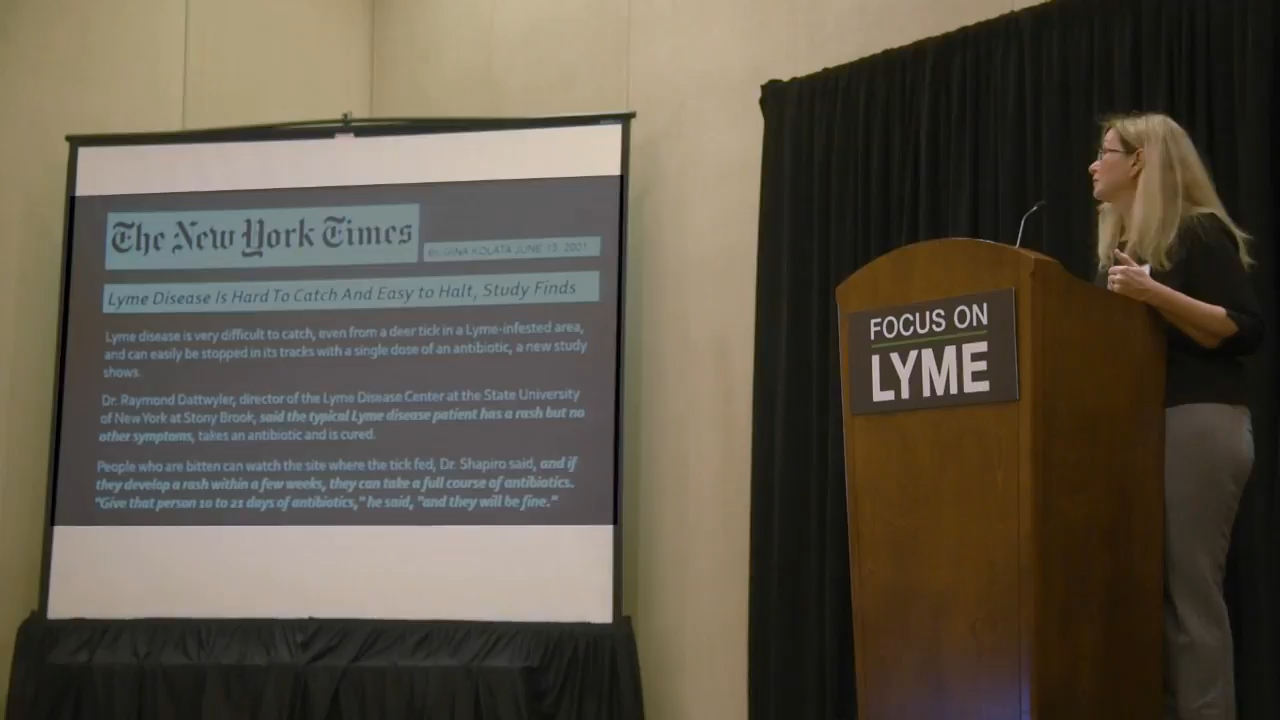 The New York Times
By GINA KOLATA JUNE 13, 2001
Lyme Disease Is Hard To Catch And Easy to Halt, Study Finds
Lyme disease is very difficult to catch, even from a deer tick in a Lyme-infested area,
and can easily be stopped in its tracks with a single dose of an antibiotic, a new study
shows.
Dr. Raymond Dattwyler, director of the Lyme Disease Center at the State University
of New York at Stony Brook, said the typical Lyme disease patient has a rash but no
other symptoms, takes an antibiotic and is cured.
People who are bitten can watch the site where the tick fed, Dr. Shapiro said, and if
they develop a rash within a few weeks, they can take a full course of antibiotics.
"Give that person 10 to 21 days of antibiotics," he said, "and they will be fine."
FOCUS ON
LYME